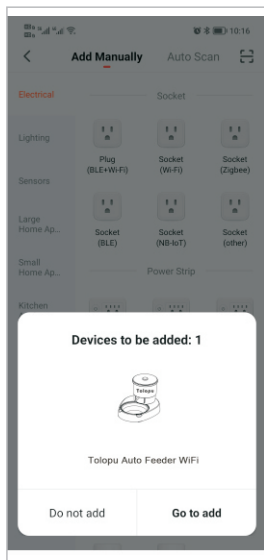 10:16
Add Manually Auto Scan
Electrical
Socket
Lighting
Plug
(BLE+Wi-Fi)
Socket
(Wi-Fi)
Socket
(Zigbee)
Sensors
Large
Home Ap...
Socket
(BLE)
Socket
(NB-IoT)
Socket
(other)
Small
Home Ap...
Power Strip
Kitchen
Devices to be added: 1
Tolopu
Tolopu Auto Feeder WiFi
Do not add Go to add